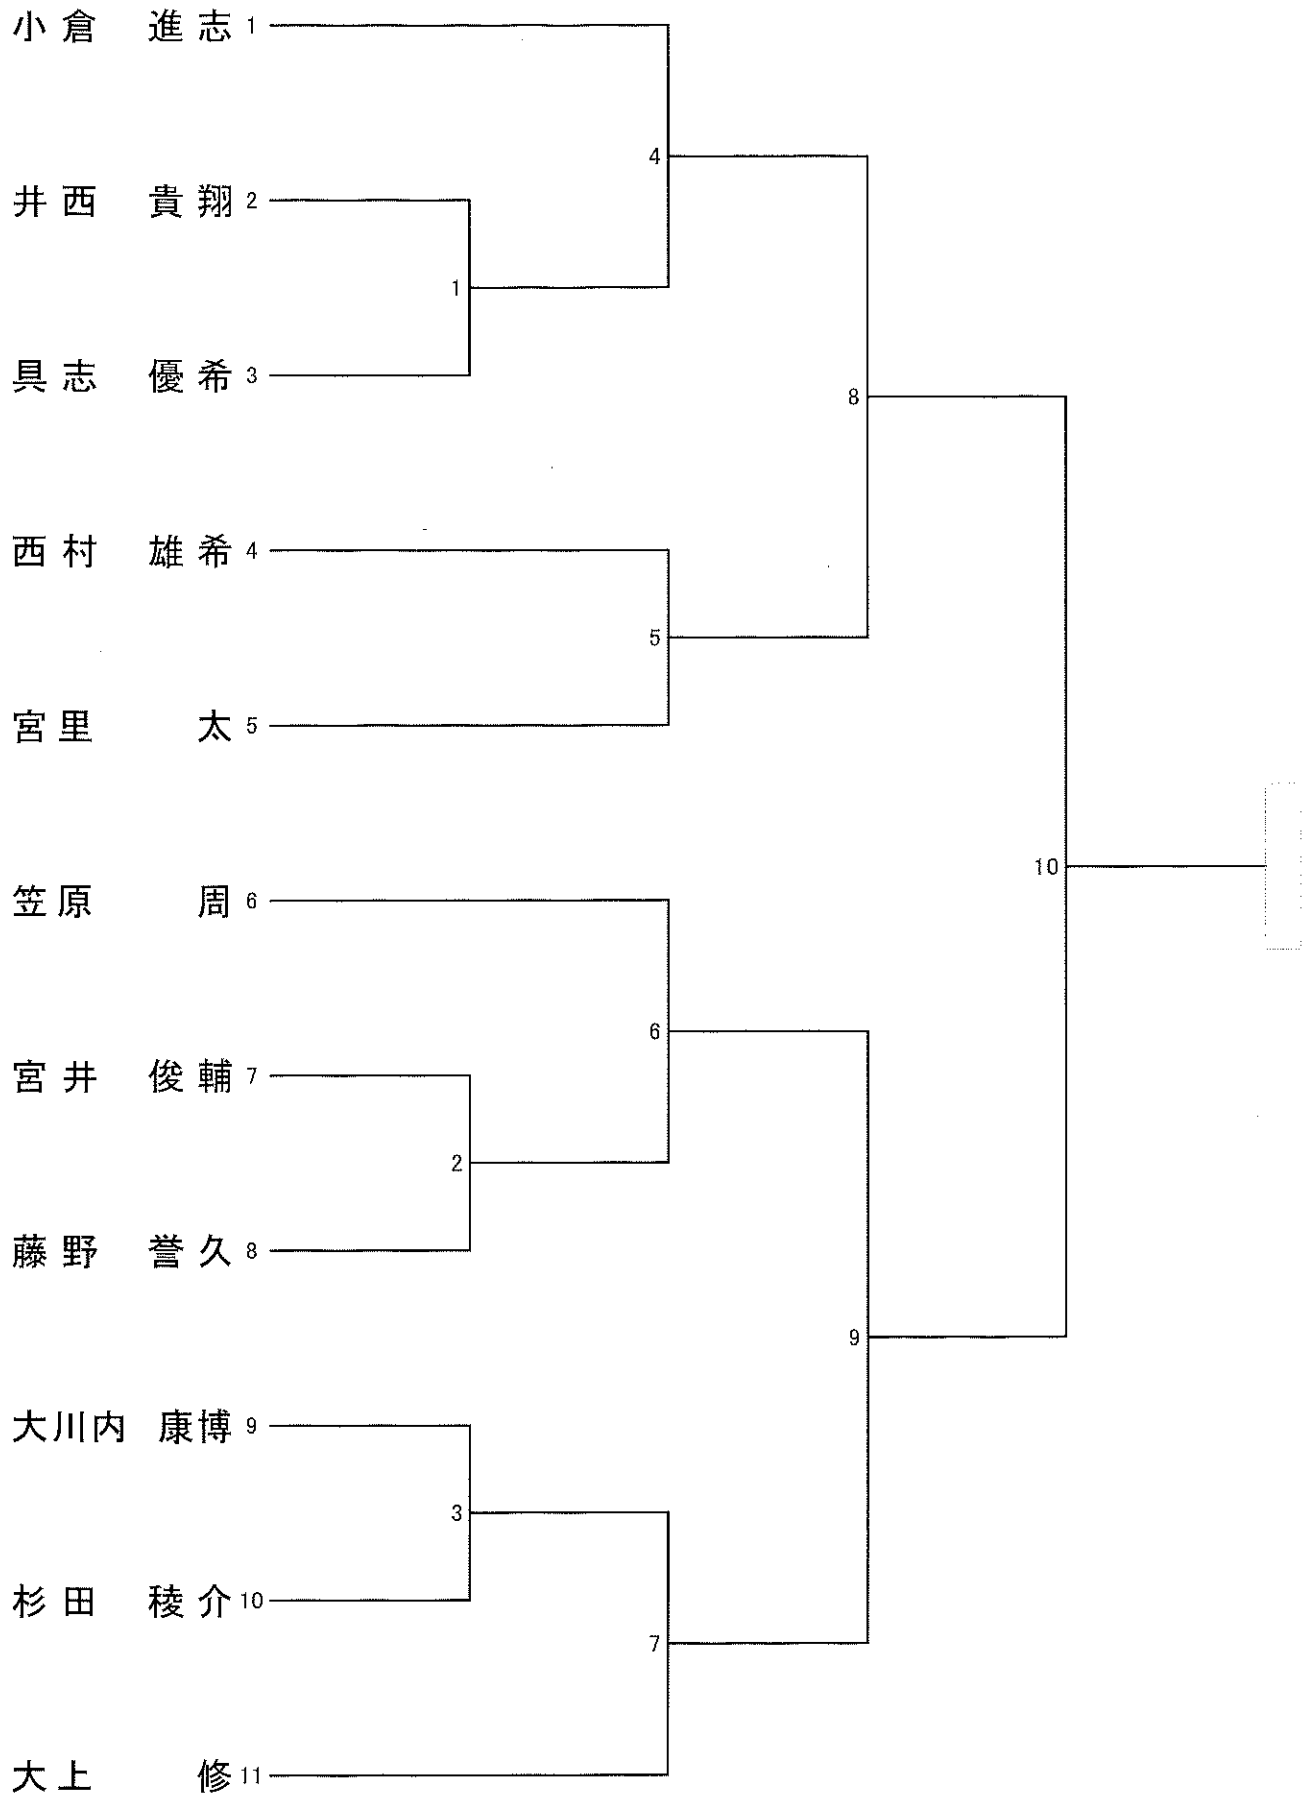 小倉 進志 1
4
井西 貴翔 2
1
具志 優希 3
8
西村 雄希 4
5
宮里 太 5
10
笠原 周 6
6
宮井 俊輔 7
2
藤野 誉久 8
9
大川内 康博 9
3
杉田 稜介 10
7
大上 修 11